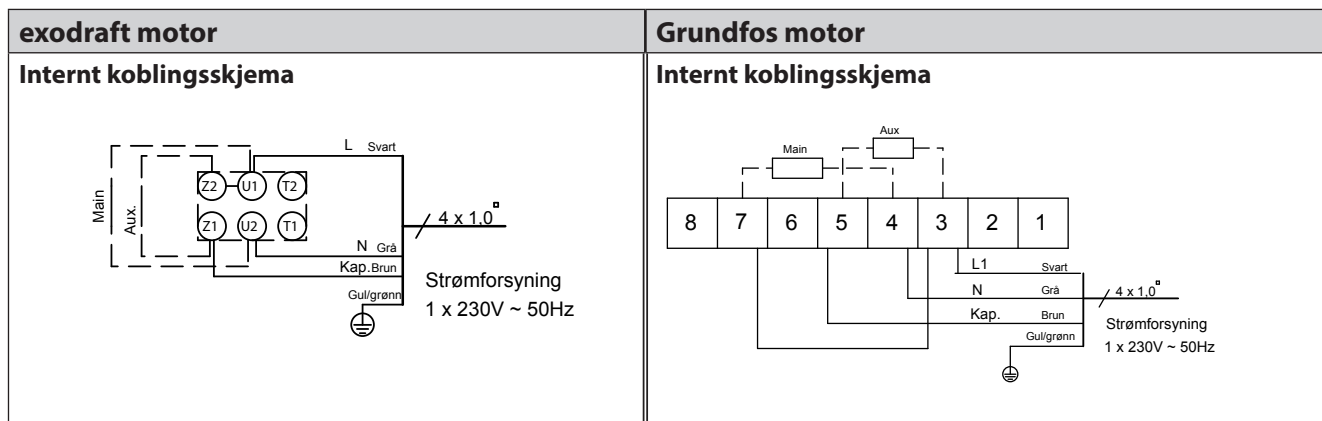 exodraft motor
Internt koblingsskjema
L Svart
Z2 U1 T2
Main
Aux.
Z1 U2 T1
4 x 1,0
N Grå
Kap. Brun
Gul/grønn
Strømforsyning
1 x 230V ~ 50Hz
Grundfos motor
Internt koblingsskjema
Aux
Main
8 7 6 5 4 3 2 1
L1 Svart
N Grå
4 x 1,0
Kap. Brun
Gul/grønn
Strømforsyning
1 x 230V ~ 50Hz